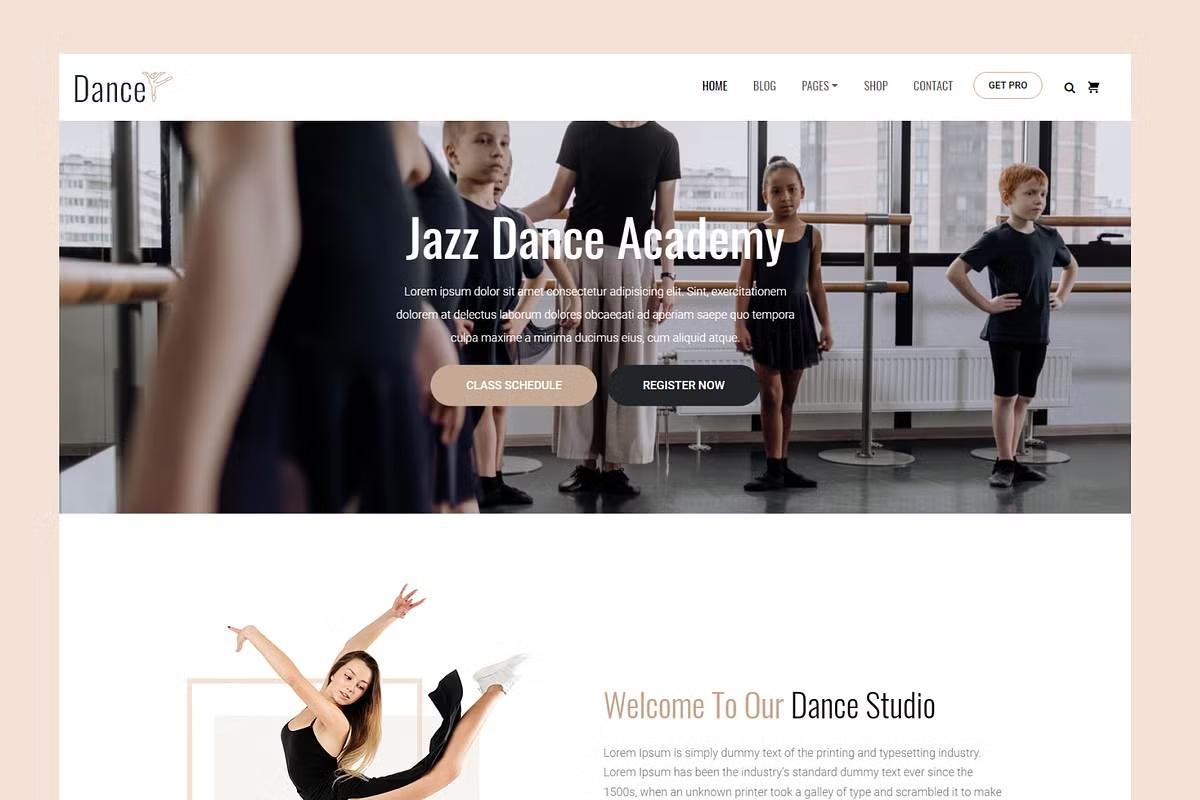 Dance
HOME BLOG PAGES SHOP CONTACT GET PRO
Jazz Dance Academy
Lorem ipsum dolor sit amet consectetur adipisicing elit. Sint, exercitationem
dolorem at delectus laborum dolores obcaecati ad aperiam saepe quo tempora
culpa maxime a minima ducimus eius, cum aliquid atque.
CLASS SCHEDULE REGISTER NOW
Welcome To Our Dance Studio
Lorem Ipsum is simply dummy text of the printing and typesetting industry.
Lorem Ipsum has been the industry's standard dummy text ever since the
1500s, when an unknown printer took a galley of type and scrambled it to make